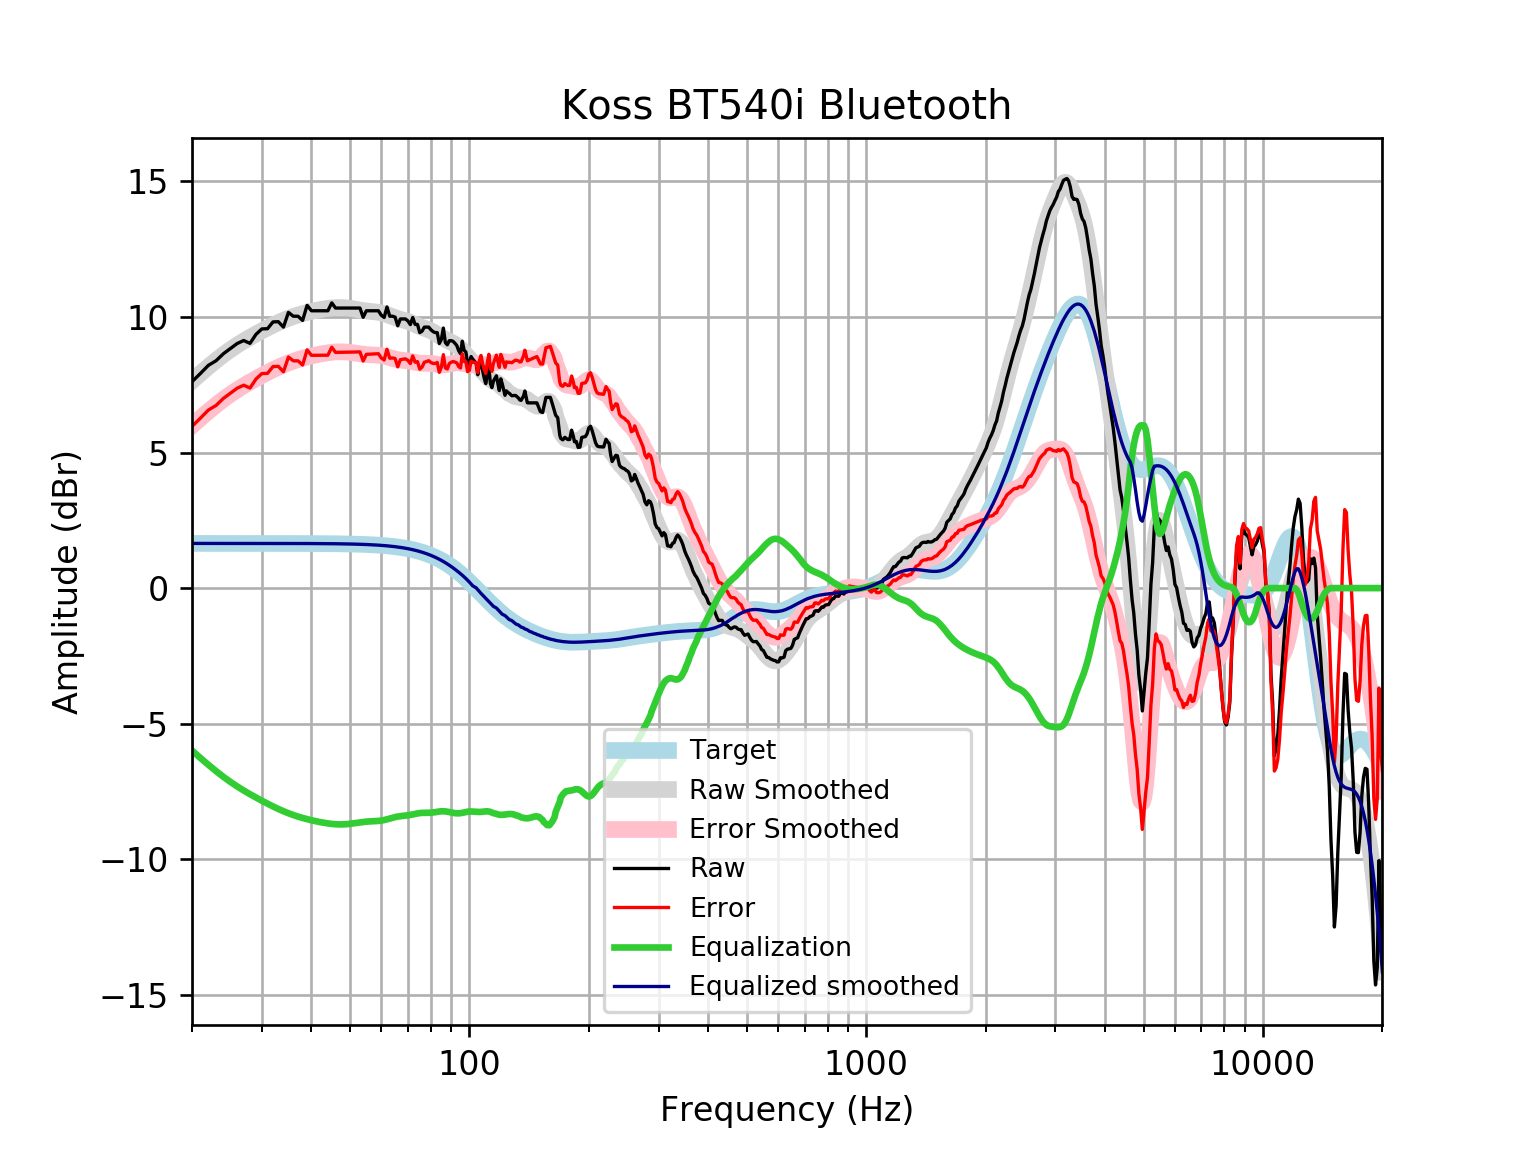 Koss BT540i Bluetooth
15
10
5
0
−5
−10
−15
Amplitude (dBr)
Target
Raw Smoothed
Error Smoothed
Raw
Error
Equalization
Equalized smoothed
100 1000 10000
Frequency (Hz)